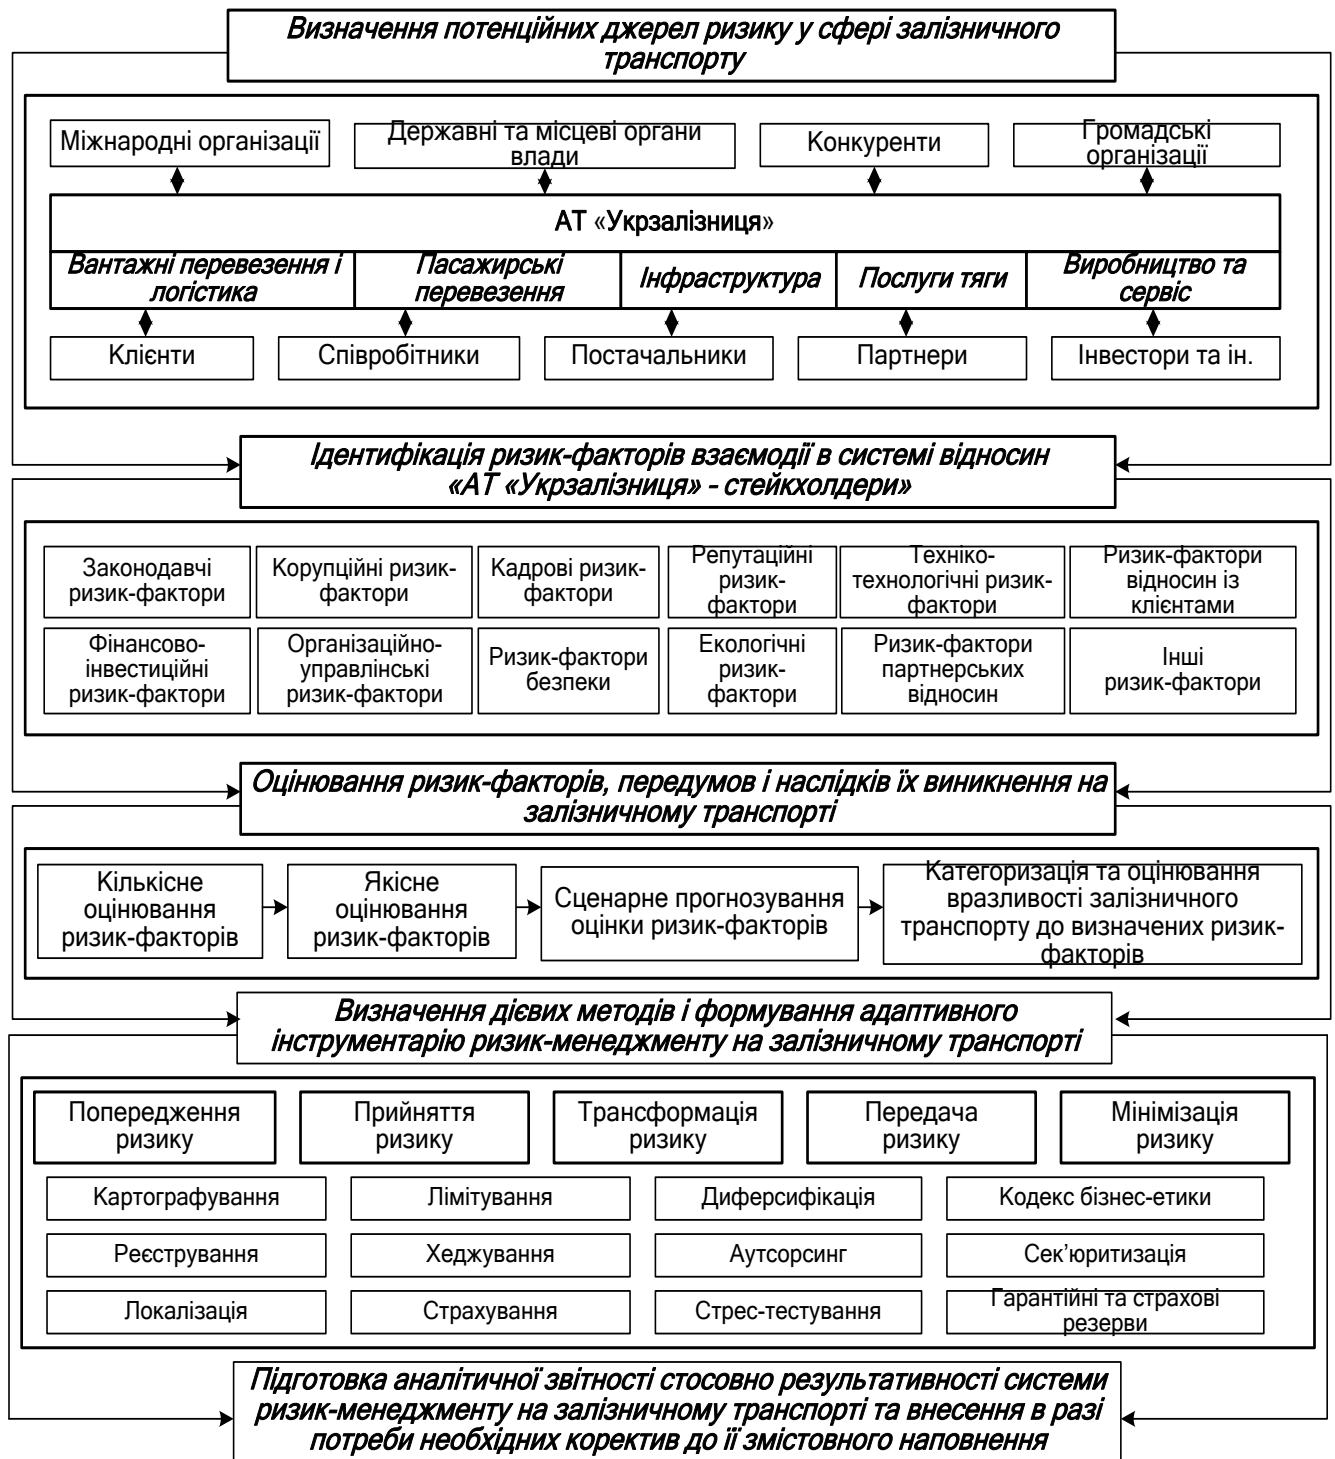 Визначення потенційних джерел ризику у сфері залізничного
транспорту
Міжнародні організації
Державні та місцеві органи
влади
Конкуренти
Громадські
організації
АТ «Укрзалізниця»
Вантажні перевезення і
логістика
Пасажирські
перевезення
Інфраструктура
Послуги тяги
Виробництво та
сервіс
Клієнти
Співробітники
Постачальники
Партнери
Інвестори та ін.
Ідентифікація ризик-факторів взаємодії в системі відносин
«АТ «Укрзалізниця» - стейкхолдери»
Законодавчі
ризик-фактори
Корупційні ризик-
фактори
Кадрові ризик-
фактори
Репутаційні
ризик-
фактори
Техніко-
технологічні ризик-
фактори
Ризик-фактори
відносин із
клієнтами
Фінансово-
інвестиційні
ризик-фактори
Організаційно-
управлінські
ризик-фактори
Ризик-фактори
безпеки
Екологічні
ризик-
фактори
Ризик-фактори
партнерських
відносин
Інші
ризик-фактори
Оцінювання ризик-факторів, передумов і наслідків їх виникнення на
залізничному транспорті
Кількісне
оцінювання
ризик-факторів
Якісне
оцінювання
ризик-факторів
Сценарне прогнозування
оцінки ризик-факторів
Категоризація та оцінювання
вразливості залізничного
транспорту до визначених ризик-
факторів
Визначення дієвих методів і формування адаптивного
інструментарію ризик-менеджменту на залізничному транспорті
Попередження
ризику
Прийняття
ризику
Трансформація
ризику
Передача
ризику
Мінімізація
ризику
Картографування
Лімітування
Диферсифікація
Кодекс бізнес-етики
Реєстрування
Хеджування
Аутсорсинг
Сек’юритизація
Локалізація
Страхування
Стрес-тестування
Гарантійні та страхові
резерви
Підготовка аналітичної звітності стосовно результативності системи
ризик-менеджменту на залізничному транспорті та внесення в разі
потреби необхідних коректив до її змістовного наповнення